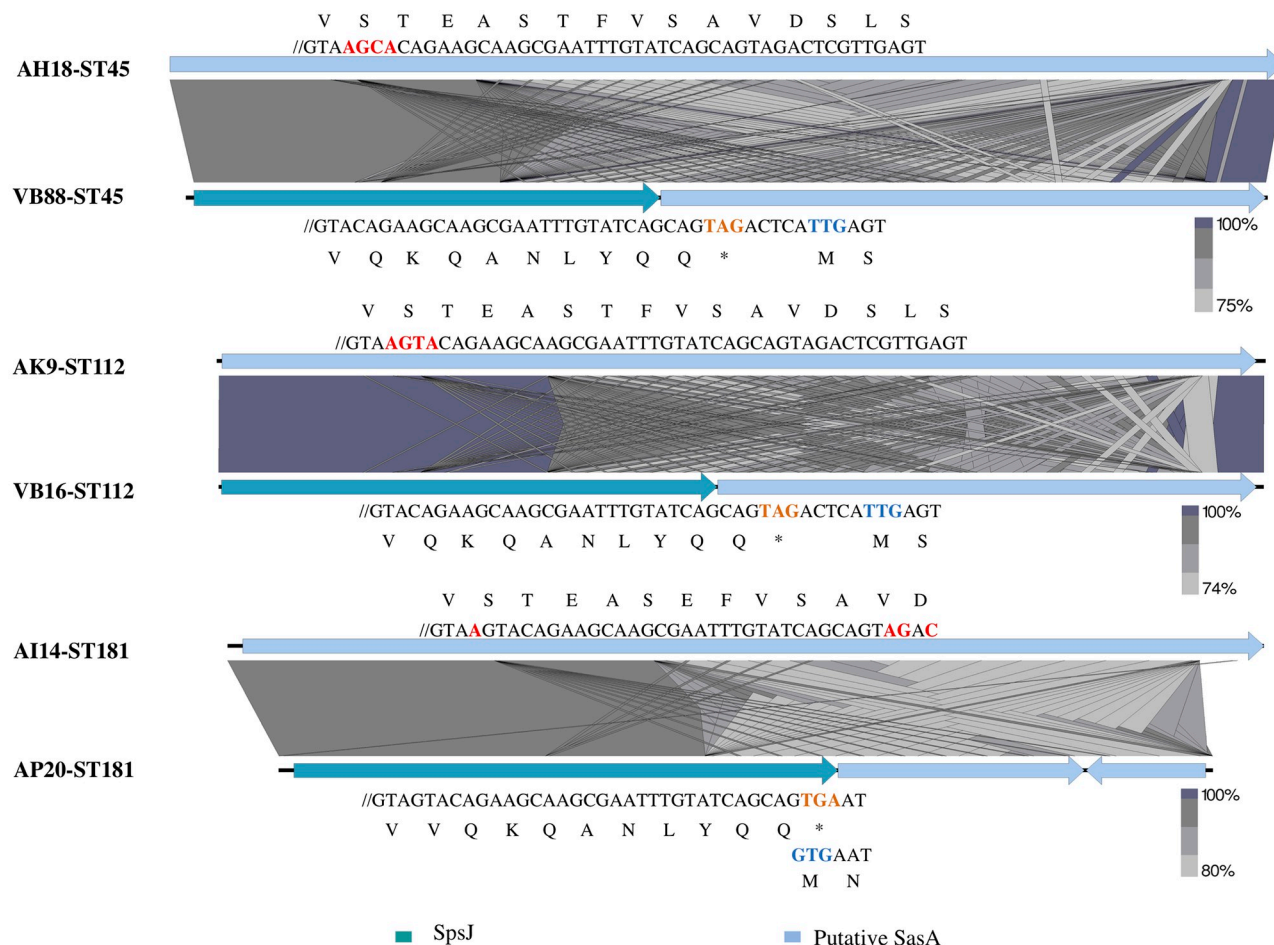 V S T E A S T F V S A V D S L S
//GTAAGCACAGAAGCAAGCGAATTTGTATCAGCAGTAGACTCGTTGAGT
AH18-ST45
VB88-ST45
//GTACAGAAGCAAGCGAATTTGTATCAGCAGTAGACTCATTGAGT
V Q K Q A N L Y Q Q * M S
100%
75%
V S T E A S T F V S A V D S L S
//GTAAGTACAGAAGCAAGCGAATTTGTATCAGCAGTAGACTCGTTGAGT
AK9-ST112
VB16-ST112
//GTACAGAAGCAAGCGAATTTGTATCAGCAGTAGACTCATTGAGT
V Q K Q A N L Y Q Q * M S
100%
74%
V S T E A S E F V S A V D
//GTAAGTACAGAAGCAAGCGAATTTGTATCAGCAGTAGAC
AI14-ST181
AP20-ST181
//GTAGTACAGAAGCAAGCGAATTTGTATCAGCAGTGAAT
V V Q K Q A N L Y Q Q *
GTGAAT
M N
100%
80%
SpsJ
Putative SasA